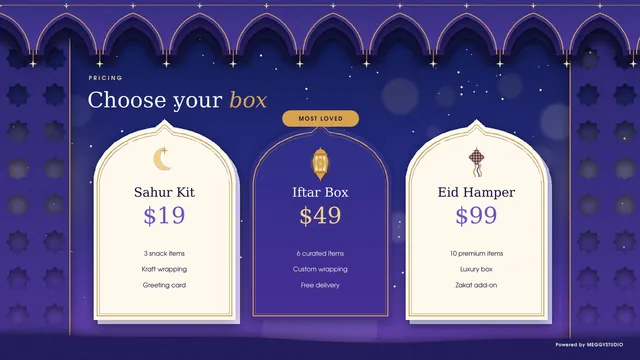 PRICING
Choose your box
MOST LOVED
Sahur Kit
$19
3 snack items
Kraft wrapping
Greeting card
Iftar Box
$49
6 curated items
Custom wrapping
Free delivery
Eid Hamper
$99
10 premium items
Luxury box
Zakat add-on
Powered by MEGGYSTUDIO